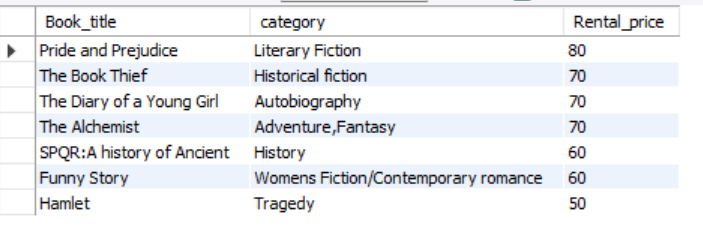 Book_title category Rental_price
Pride and Prejudice Literary Fiction 80
The Book Thief Historical fiction 70
The Diary of a Young Girl Autobiography 70
The Alchemist Adventure,Fantasy 70
SPQR:A history of Ancient History 60
Funny Story Womens Fiction/Contemporary romance 60
Hamlet Tragedy 50